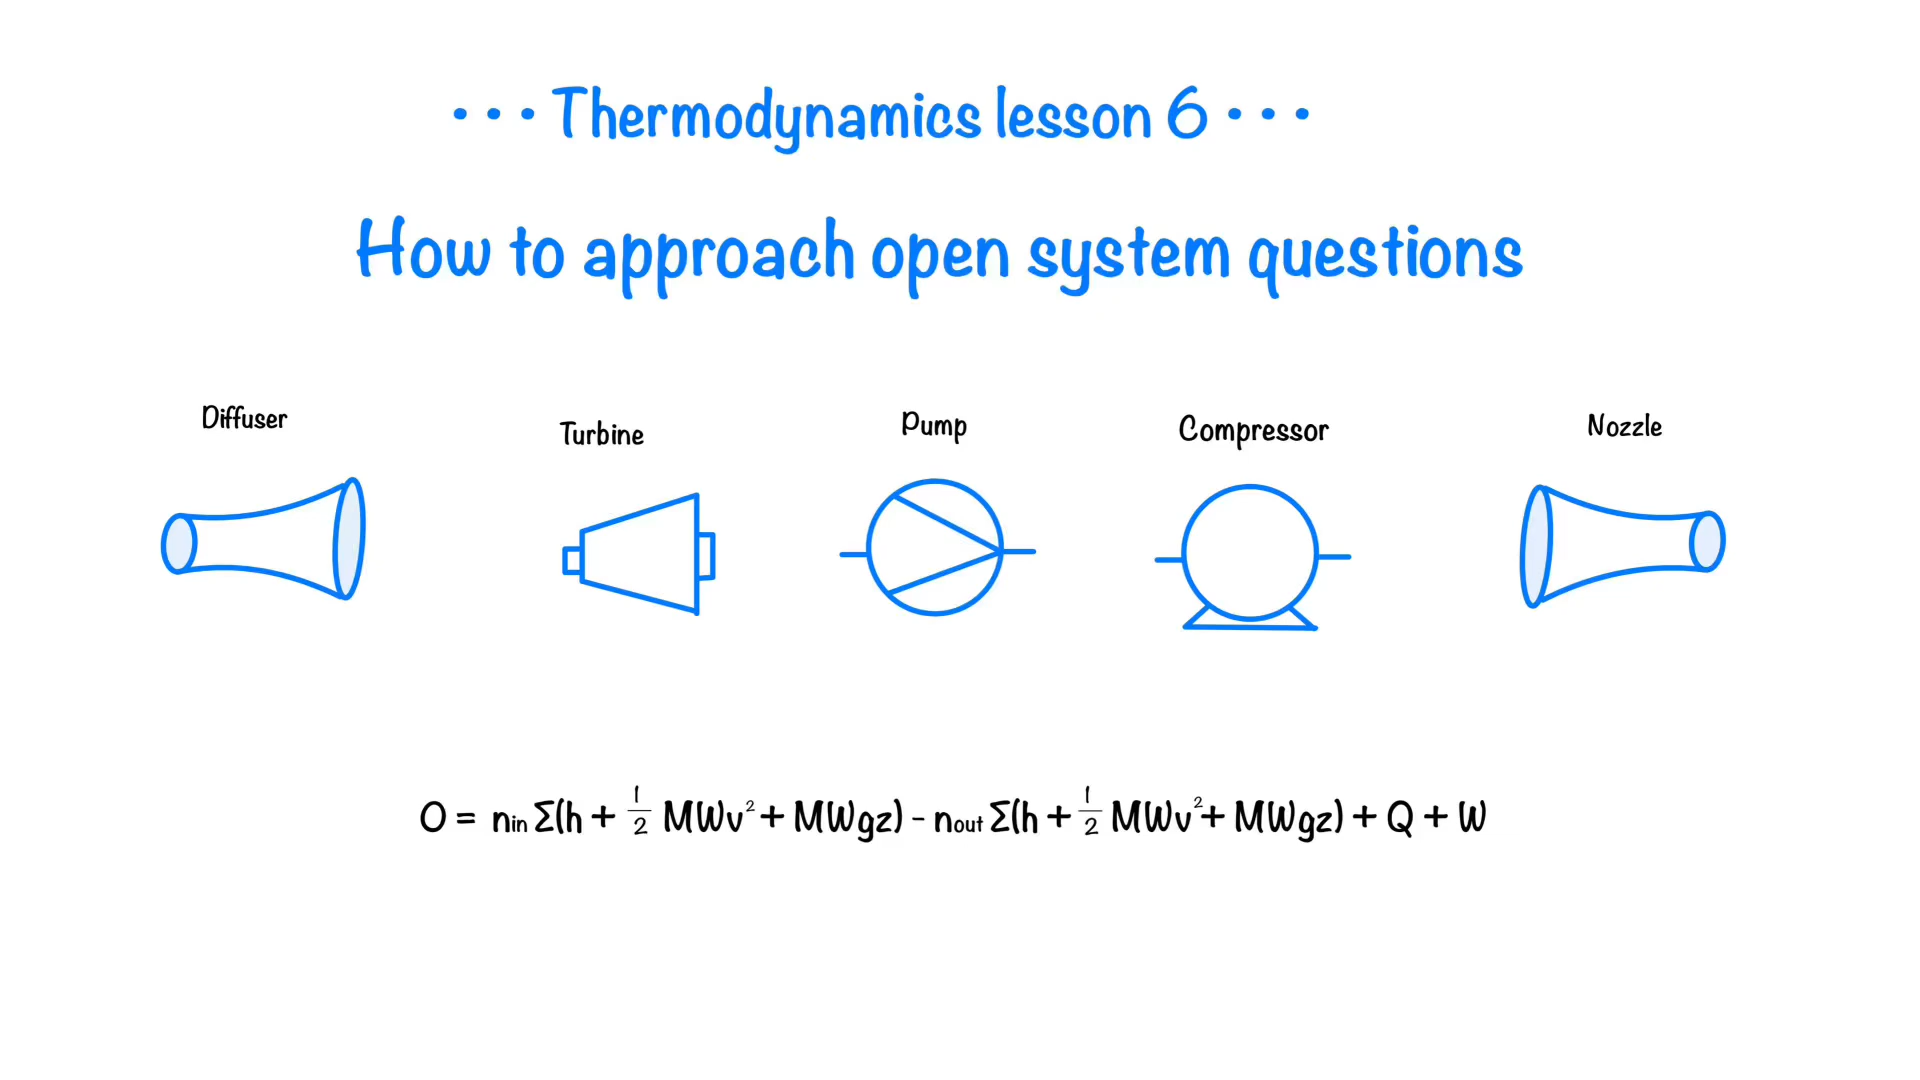 • • • Thermodynamics lesson 6 • • •
How to approach open system questions
Diffuser
Turbine
Pump
Compressor
Nozzle
0 = nin Σ(h + 1/2 MWv² + MWgz) - nout Σ(h + 1/2 MWv² + MWgz) + Q + W